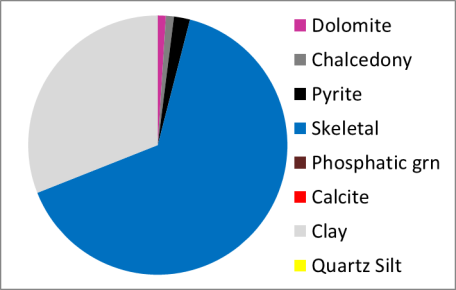 Dolomite
Chalcedony
Pyrite
Skeletal
Phosphatic grn
Calcite
Clay
Quartz Silt